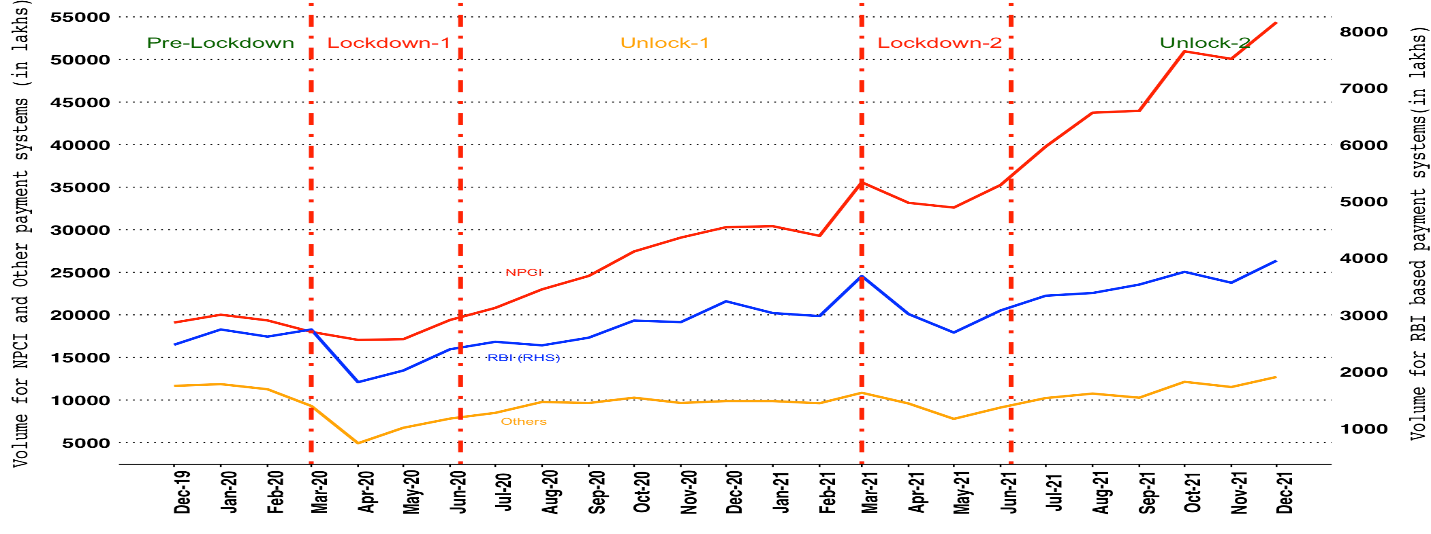 Volume for NPCI and Other payment systems (in lakhs)
55000
50000
45000
40000
35000
30000
25000
20000
15000
10000
5000
Pre-Lockdown
Lockdown-1
Unlock-1
Lockdown-2
Unlock-2
NPCI
RBI (RHS)
Others
8000
7000
6000
5000
4000
3000
2000
1000
Volume for RBI based payment systems(in lakhs)
Dec-19
Jan-20
Feb-20
Mar-20
Apr-20
May-20
Jun-20
Jul-20
Aug-20
Sep-20
Oct-20
Nov-20
Dec-20
Jan-21
Feb-21
Mar-21
Apr-21
May-21
Jun-21
Jul-21
Aug-21
Sep-21
Oct-21
Nov-21
Dec-21